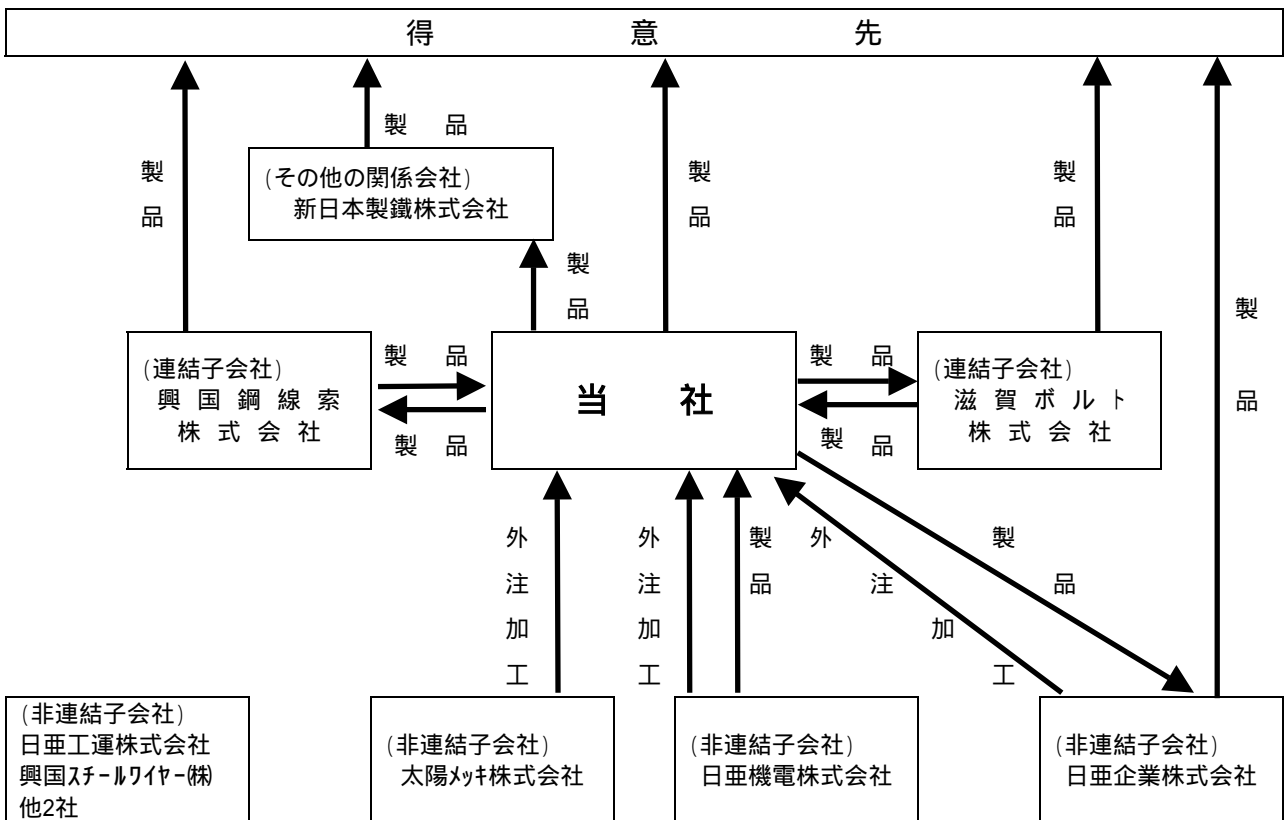 得意先
製品
(その他の関係会社)
新日本製鐵株式会社
製品
製品
製品
製品
製品
(連結子会社)
興国鋼線索
株式会社
製品
製品
当社
製品
製品
(連結子会社)
滋賀ボルト
株式会社
外注加工
外注加工
製品
外注加工
製品
(非連結子会社)
日亜工運株式会社
興国ｽﾁｰﾙﾜｲﾔｰ㈱
他2社
(非連結子会社)
太陽ﾒｯｷ株式会社
(非連結子会社)
日亜機電株式会社
(非連結子会社)
日亜企業株式会社